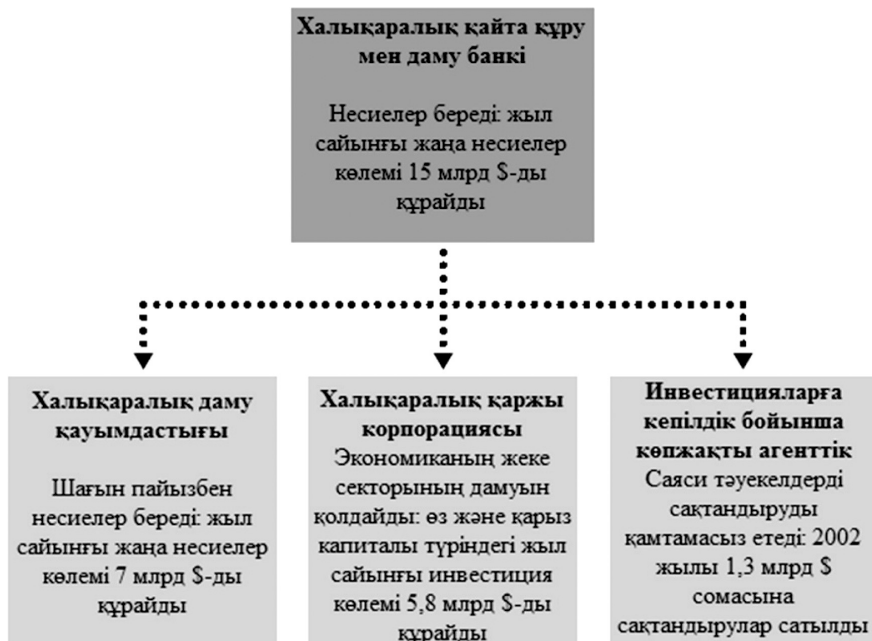 Халықаралық қайта құру
мен даму банкі
Несиелер береді: жыл
сайынғы жаңа несиелер
көлемі 15 млрд $-ды
құрайды
Халықаралық даму
қауымдастығы
Шағын пайызбен
несиелер береді: жыл
сайынғы жаңа несиелер
көлемі 7 млрд $-ды
құрайды
Халықаралық қаржы
корпорациясы
Экономиканың жеке
секторының дамуын
қолдайды: өз және қарыз
капиталы түріндегі жыл
сайынғы инвестиция
көлемі 5,8 млрд $-ды
құрайды
Инвестицияларға
кепілдік бойынша
көпжақты агенттік
Саяси тәуекелдерді
сақтандыруды
қамтамасыз етеді: 2002
жылы 1,3 млрд $
сомасына
сақтандырулар сатылды